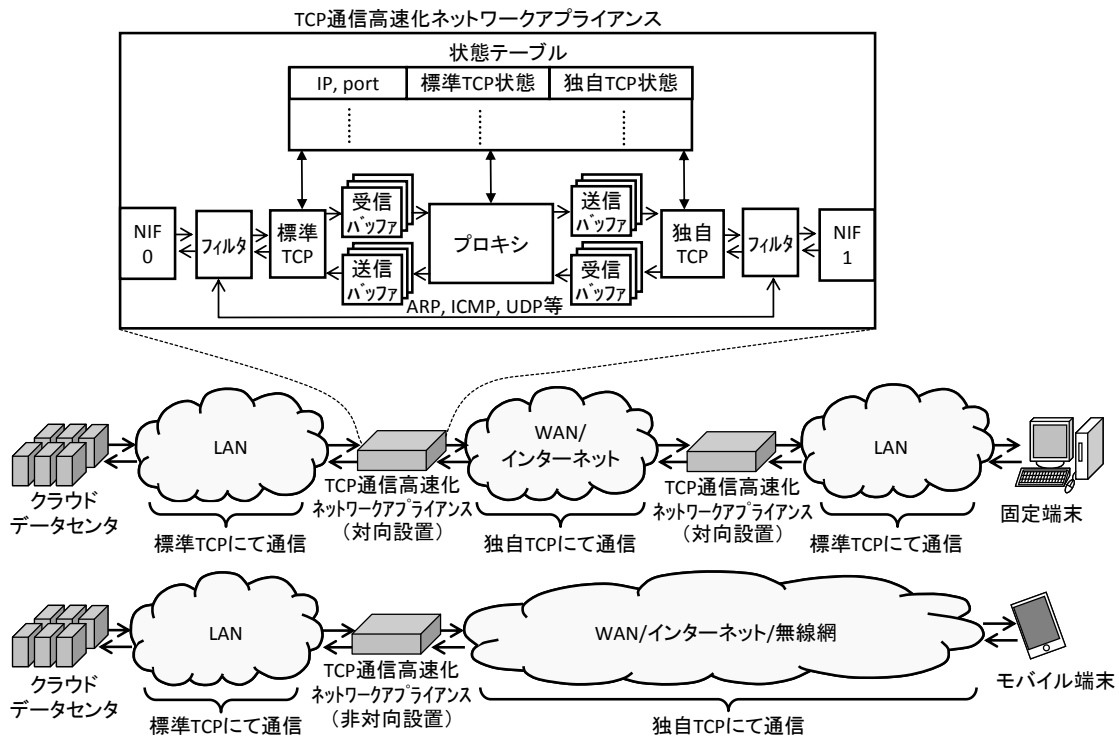 TCP通信高速化ネットワークアプライアンス
状態テーブル
IP, port
標準TCP状態
独自TCP状態
受信
バッファ
送信
バッファ
NIF
0
フィルタ
標準
TCP
プロキシ
独自
TCP
フィルタ
NIF
1
送信
バッファ
受信
バッファ
ARP, ICMP, UDP等
LAN
WAN/
インターネット
LAN
クラウド
データセンタ
TCP通信高速化
ネットワークアプライアンス
（対向設置）
TCP通信高速化
ネットワークアプライアンス
（対向設置）
固定端末
標準TCPにて通信
独自TCPにて通信
標準TCPにて通信
LAN
WAN/インターネット/無線網
クラウド
データセンタ
TCP通信高速化
ネットワークアプライアンス
（非対向設置）
モバイル端末
標準TCPにて通信
独自TCPにて通信